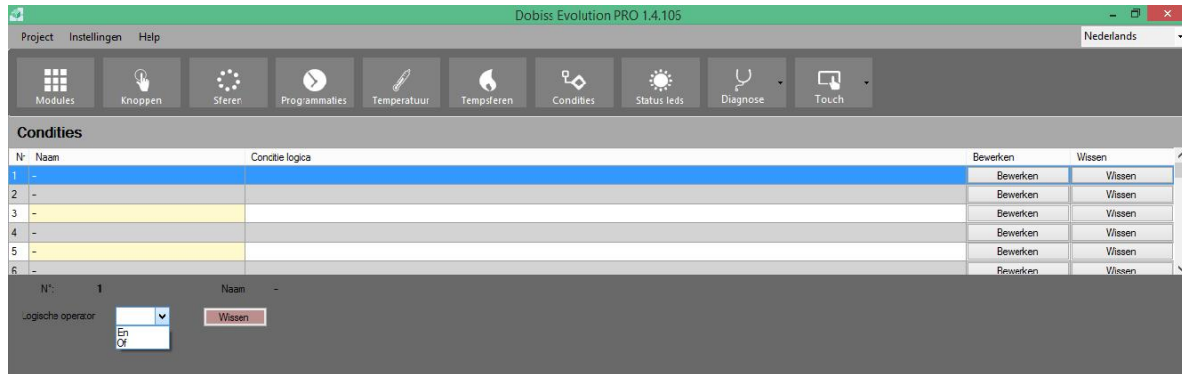 Dobiss Evolution PRO 1.4.106
Project Instellingen Help Nederlands
Modules Knoppen Sferen Programmaties Temperatuur Tempsferen Condities Status leds Diagnose Touch
Condities
Nr Naam Conditie logica Bewerken Wissen
1 - Bewerken Wissen
2 - Bewerken Wissen
3 - Bewerken Wissen
4 - Bewerken Wissen
5 - Bewerken Wissen
6 - Bewerken Wissen
N°: 1 Naam -
Logische operator Wissen
En
Of